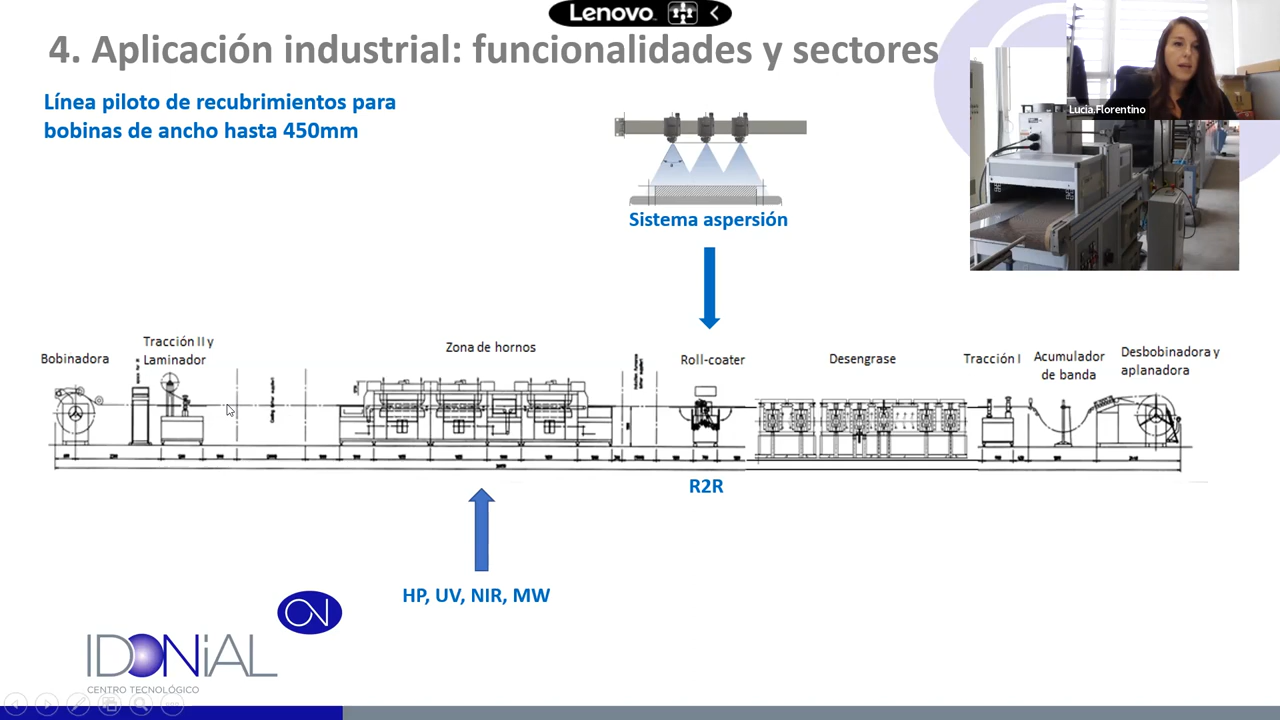 Lenovo
4. Aplicación industrial: funcionalidades y sectores
Línea piloto de recubrimientos para
bobinas de ancho hasta 450mm
Lucia.Florentino
Sistema aspersión
Bobinadora
Tracción II y
Laminador
Zona de hornos
Roll-coater
Desengrase
Tracción I
Acumulador
de banda
Desbobinadora y
aplanadora
R2R
HP, UV, NIR, MW
IDONiAL
CENTRO TECNOLÓGICO